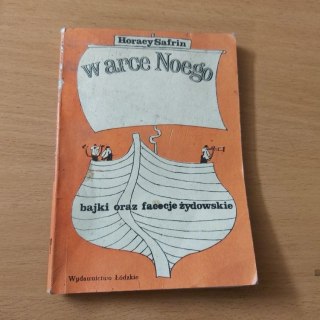 Horacy Safrin
w arce Noego
bajki oraz facecje żydowskie
Wydawnictwo Łódzkie